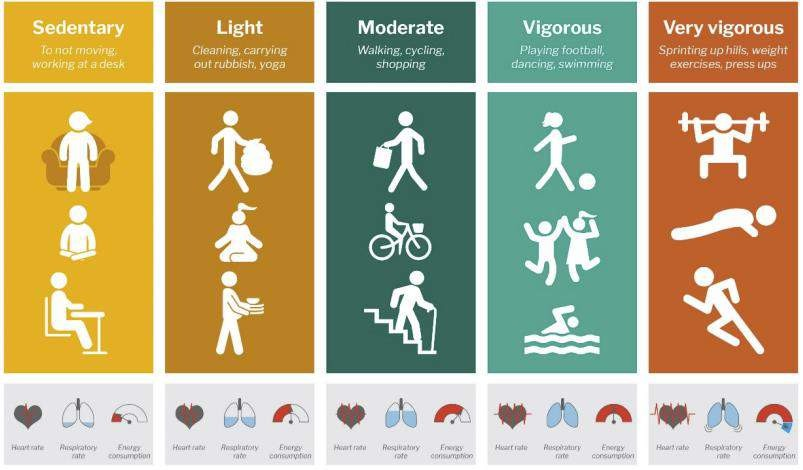 Sedentary
To not moving,
working at a desk
Light
Cleaning, carrying
out rubbish, yoga
Moderate
Walking, cycling,
shopping
Vigorous
Playing football,
dancing, swimming
Very vigorous
Sprinting up hills, weight
exercises, press ups
Heart rate
Respiratory
rate
Energy
consumption
Heart rate
Respiratory
rate
Energy
consumption
Heart rate
Respiratory
rate
Energy
consumption
Heart rate
Respiratory
rate
Energy
consumption
Heart rate
Respiratory
rate
Energy
consumption